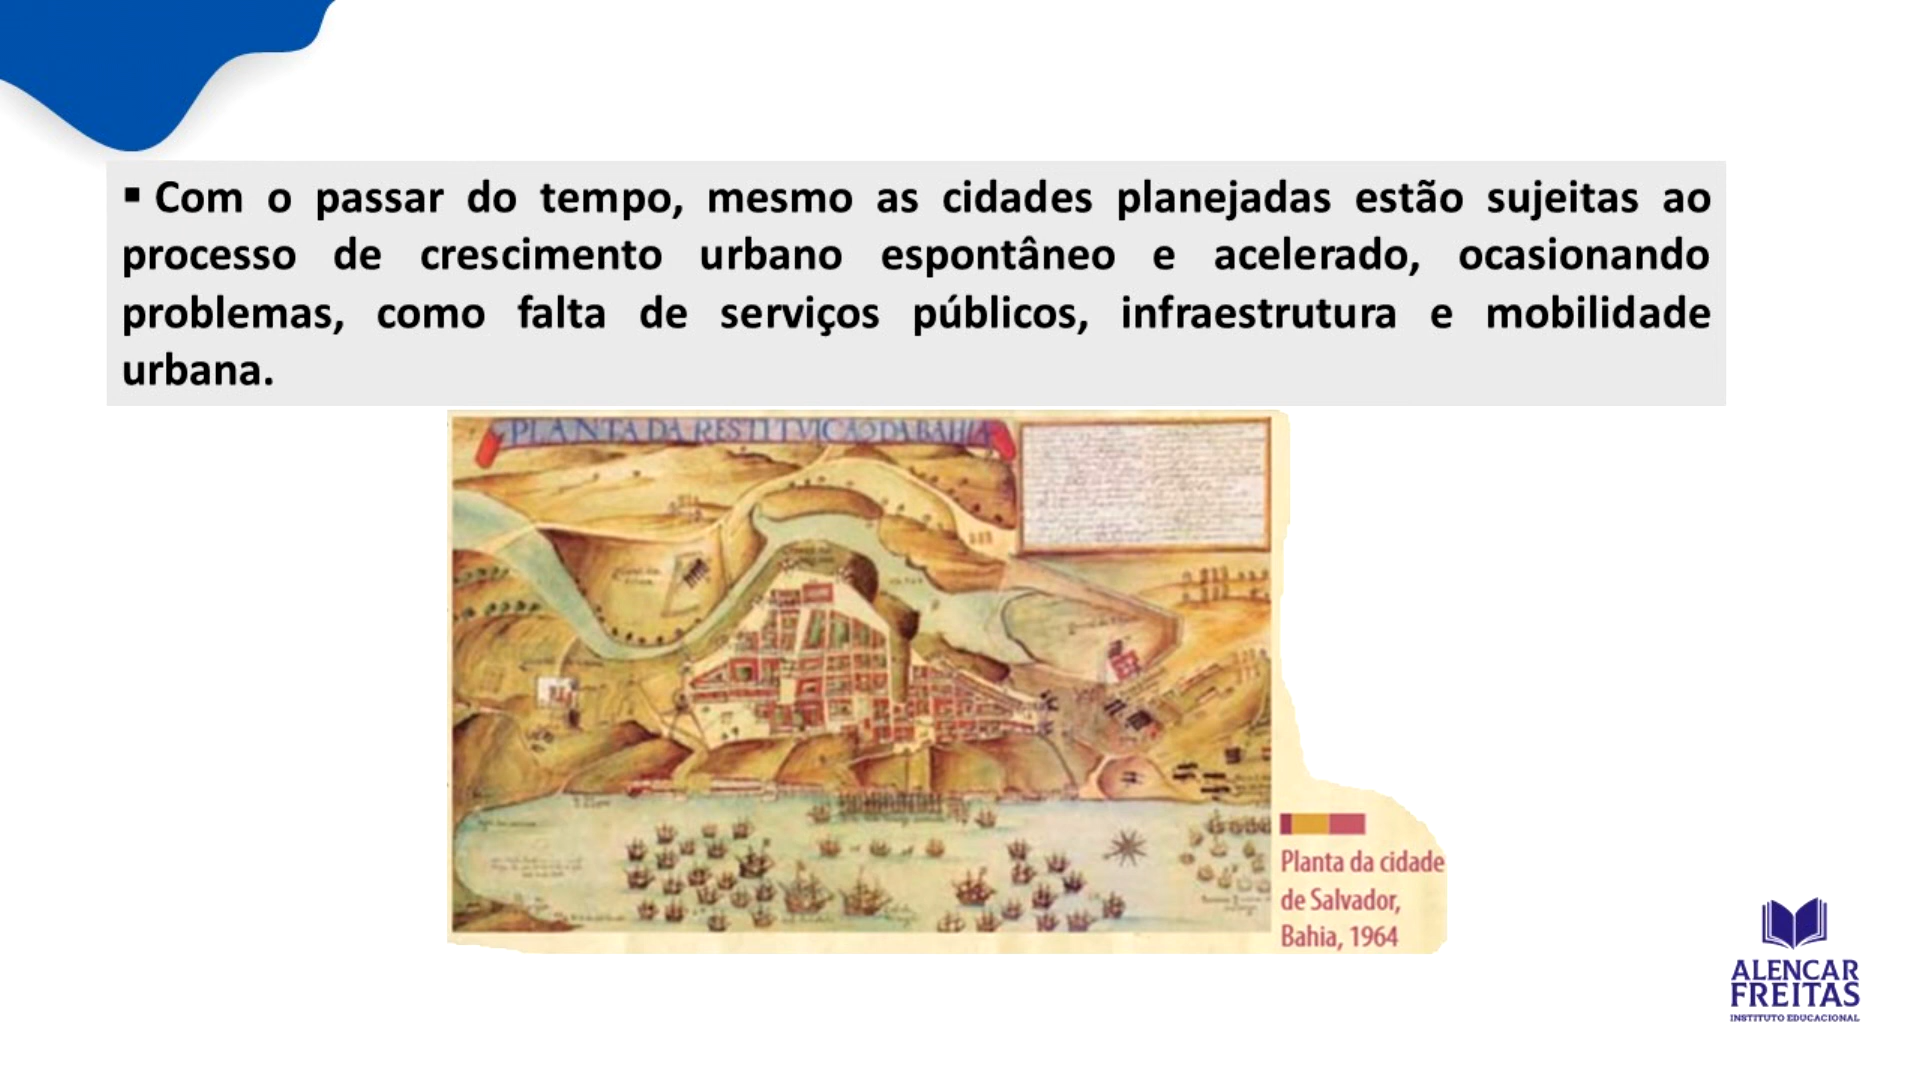 ▪ Com o passar do tempo, mesmo as cidades planejadas estão sujeitas ao
processo de crescimento urbano espontâneo e acelerado, ocasionando
problemas, como falta de serviços públicos, infraestrutura e mobilidade
urbana.
PLANTA DA RESTITVIÇÃO DA BAHIA
Planta da cidade
de Salvador,
Bahia, 1964
ALENCAR
FREITAS
INSTITUTO EDUCACIONAL